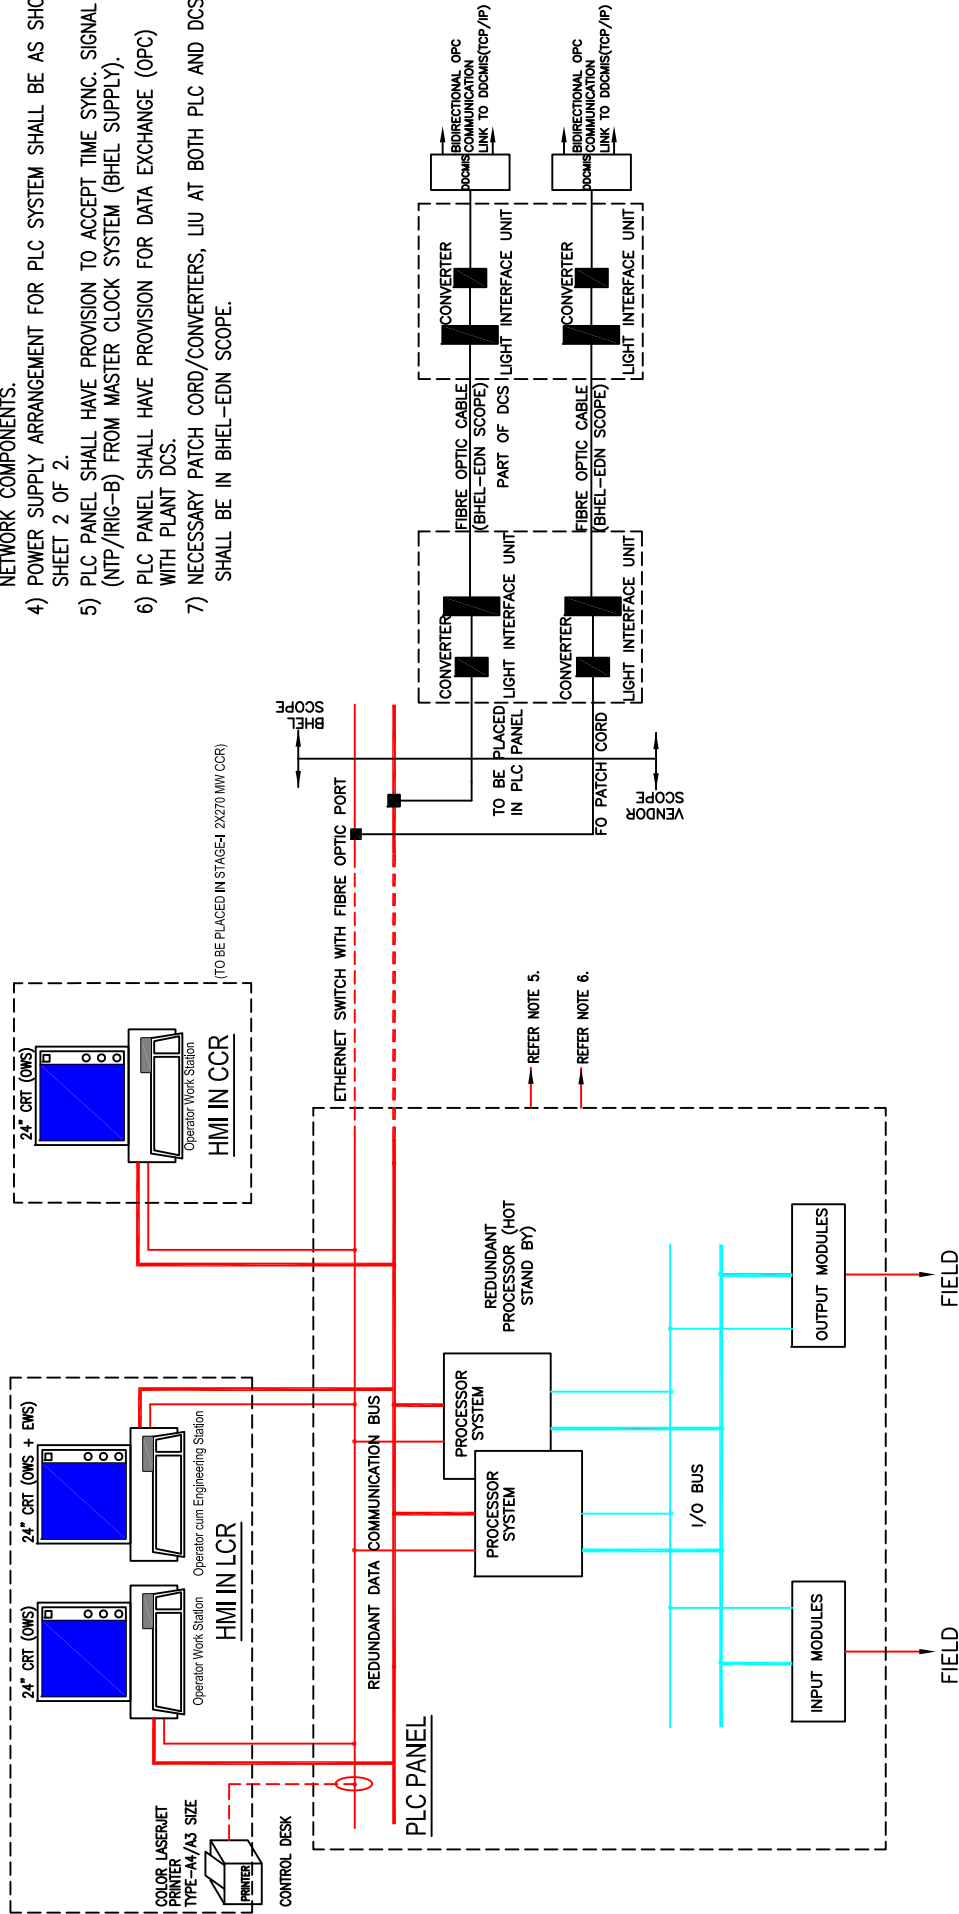 NETWORK COMPONENTS.
4) POWER SUPPLY ARRANGEMENT FOR PLC SYSTEM SHALL BE AS
SHEET 2 OF 2.
5) PLC PANEL SHALL HAVE PROVISION TO ACCEPT TIME SYNC. SIGNAL
(NTP/IRIG-B) FROM MASTER CLOCK SYSTEM (BHEL SUPPLY).
6) PLC PANEL SHALL HAVE PROVISION FOR DATA EXCHANGE (OPC)
WITH PLANT DCS.
7) NECESSARY PATCH CORD/CONVERTERS, LIU AT BOTH PLC AND DCS
SHALL BE IN BHEL-EDN SCOPE.
24" CRT (OWS)
Operator Work Station
24" CRT (OWS + EWS)
Operator cum Engineering Station
HMI IN LCR
24" CRT (OWS)
Operator Work Station
HMI IN CCR
(TO BE PLACED IN STAGE-I 2X270 MW CCR)
COLOR LASERJET
PRINTER
TYPE-A4/A3 SIZE
PRINTER
CONTROL DESK
ETHERNET SWITCH WITH FIBRE OPTIC PORT
BHEL
SCOPE
VENDOR
SCOPE
REDUNDANT DATA COMMUNICATION BUS
PLC PANEL
PROCESSOR
SYSTEM
PROCESSOR
SYSTEM
REDUNDANT
PROCESSOR (HOT
STAND BY)
I/O BUS
INPUT MODULES
OUTPUT MODULES
FIELD
FIELD
REFER NOTE 5.
REFER NOTE 6.
TO BE PLACED
IN PLC PANEL
FO PATCH CORD
CONVERTER
LIGHT INTERFACE UNIT
CONVERTER
LIGHT INTERFACE UNIT
FIBRE OPTIC CABLE
(BHEL-EDN SCOPE)
PART OF DCS
FIBRE OPTIC CABLE
(BHEL-EDN SCOPE)
CONVERTER
LIGHT INTERFACE UNIT
CONVERTER
LIGHT INTERFACE UNIT
DDCMIS
BIDIRECTIONAL OPC
COMMUNICATION
LINK TO DDCMIS(TCP/IP)
DDCMIS
BIDIRECTIONAL OPC
COMMUNICATION
LINK TO DDCMIS(TCP/IP)